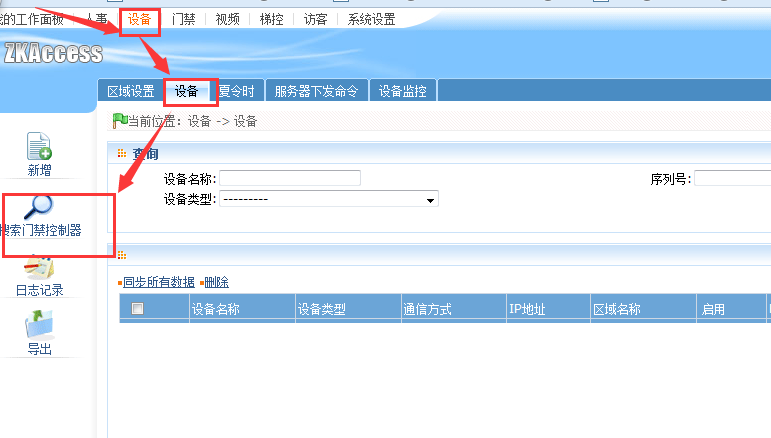 我的工作面板 人事 设备 门禁 视频 梯控 访客 系统设置
ZKAccess
区域设置 设备 夏令时 服务器下发命令 设备监控
当前位置: 设备 -> 设备
新增
搜索门禁控制器
日志记录
导出
查询
设备名称: 序列号:
设备类型: ---------
同步所有数据 删除
设备名称 设备类型 通信方式 IP地址 区域名称 启用